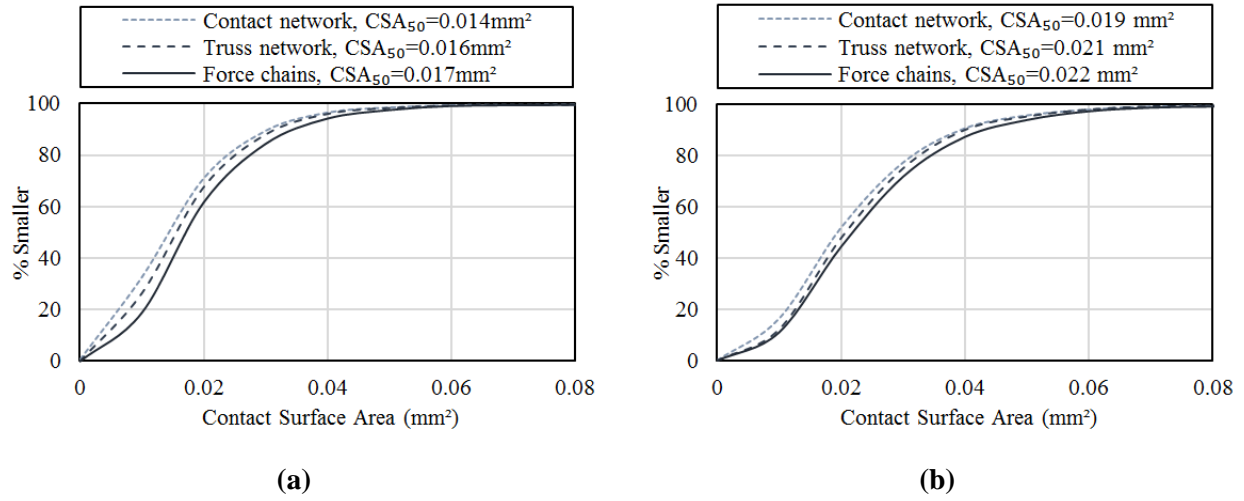 Contact network, CSA₅₀=0.014mm²
Truss network, CSA₅₀=0.016mm²
Force chains, CSA₅₀=0.017mm²
100
80
60
40
20
0
% Smaller
0 0.02 0.04 0.06 0.08
Contact Surface Area (mm²)
(a)
Contact network, CSA₅₀=0.019 mm²
Truss network, CSA₅₀=0.021 mm²
Force chains, CSA₅₀=0.022 mm²
100
80
60
40
20
0
% Smaller
0 0.02 0.04 0.06 0.08
Contact Surface Area (mm²)
(b)